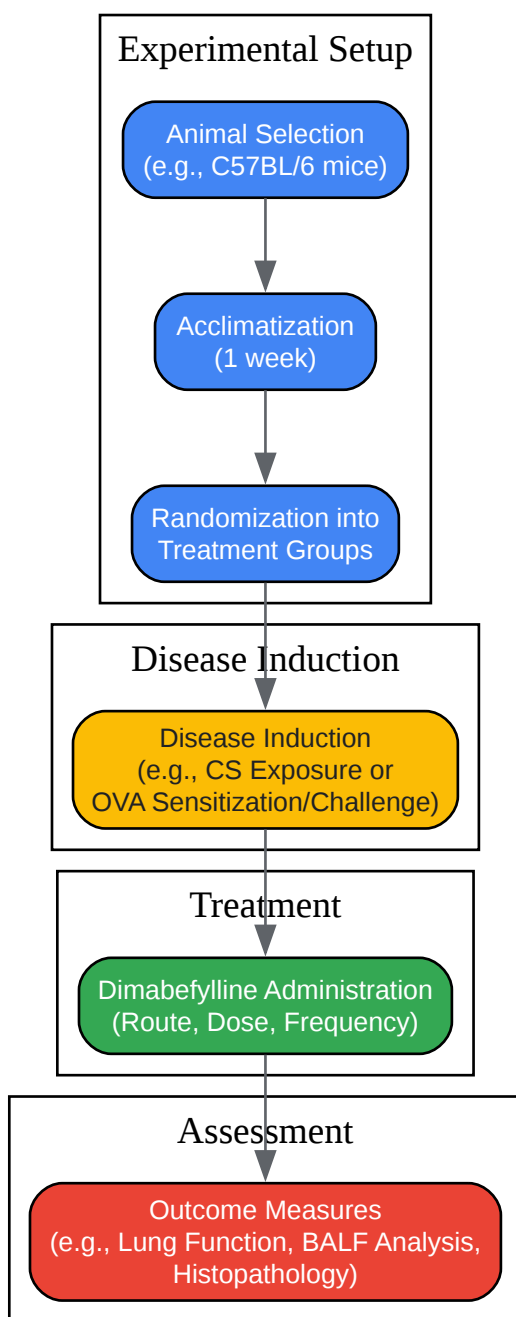 Experimental Setup
Animal Selection
(e.g., C57BL/6 mice)
Acclimatization
(1 week)
Randomization into
Treatment Groups
Disease Induction
Disease Induction
(e.g., CS Exposure or
OVA Sensitization/Challenge)
Treatment
Dimabefylline Administration
(Route, Dose, Frequency)
Assessment
Outcome Measures
(e.g., Lung Function, BALF Analysis,
Histopathology)